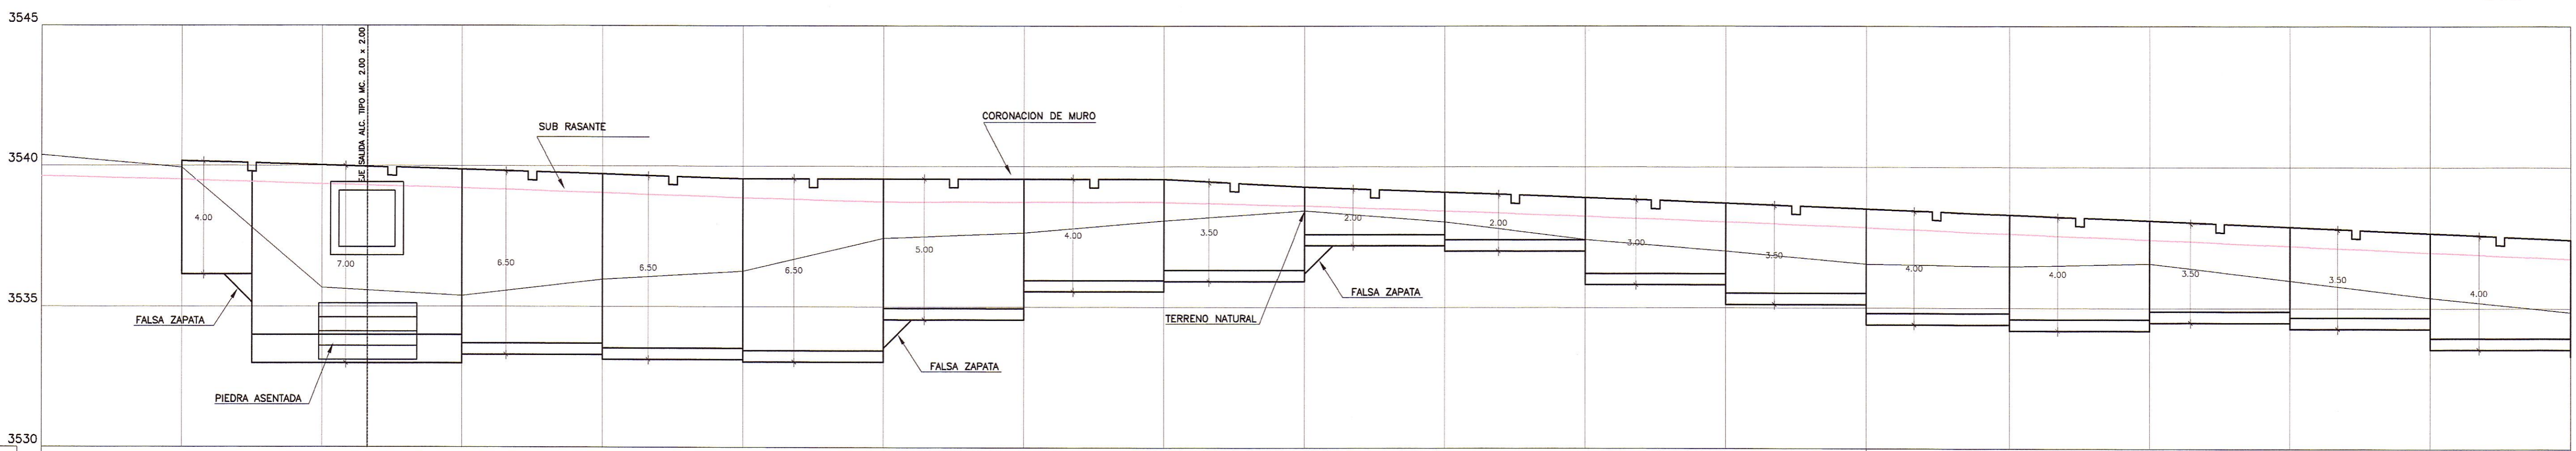 3545
EJE SALIDA ALC. TIPO MC. 2.00 x 2.00
CORONACION DE MURO
SUB RASANTE
3540
4.00
7.00
6.50
6.50
6.50
5.00
4.00
3.50
2.00
2.00
3.00
3.50
4.00
4.00
3.50
3.50
4.00
3535
FALSA ZAPATA
FALSA ZAPATA
TERRENO NATURAL
FALSA ZAPATA
PIEDRA ASENTADA
3530